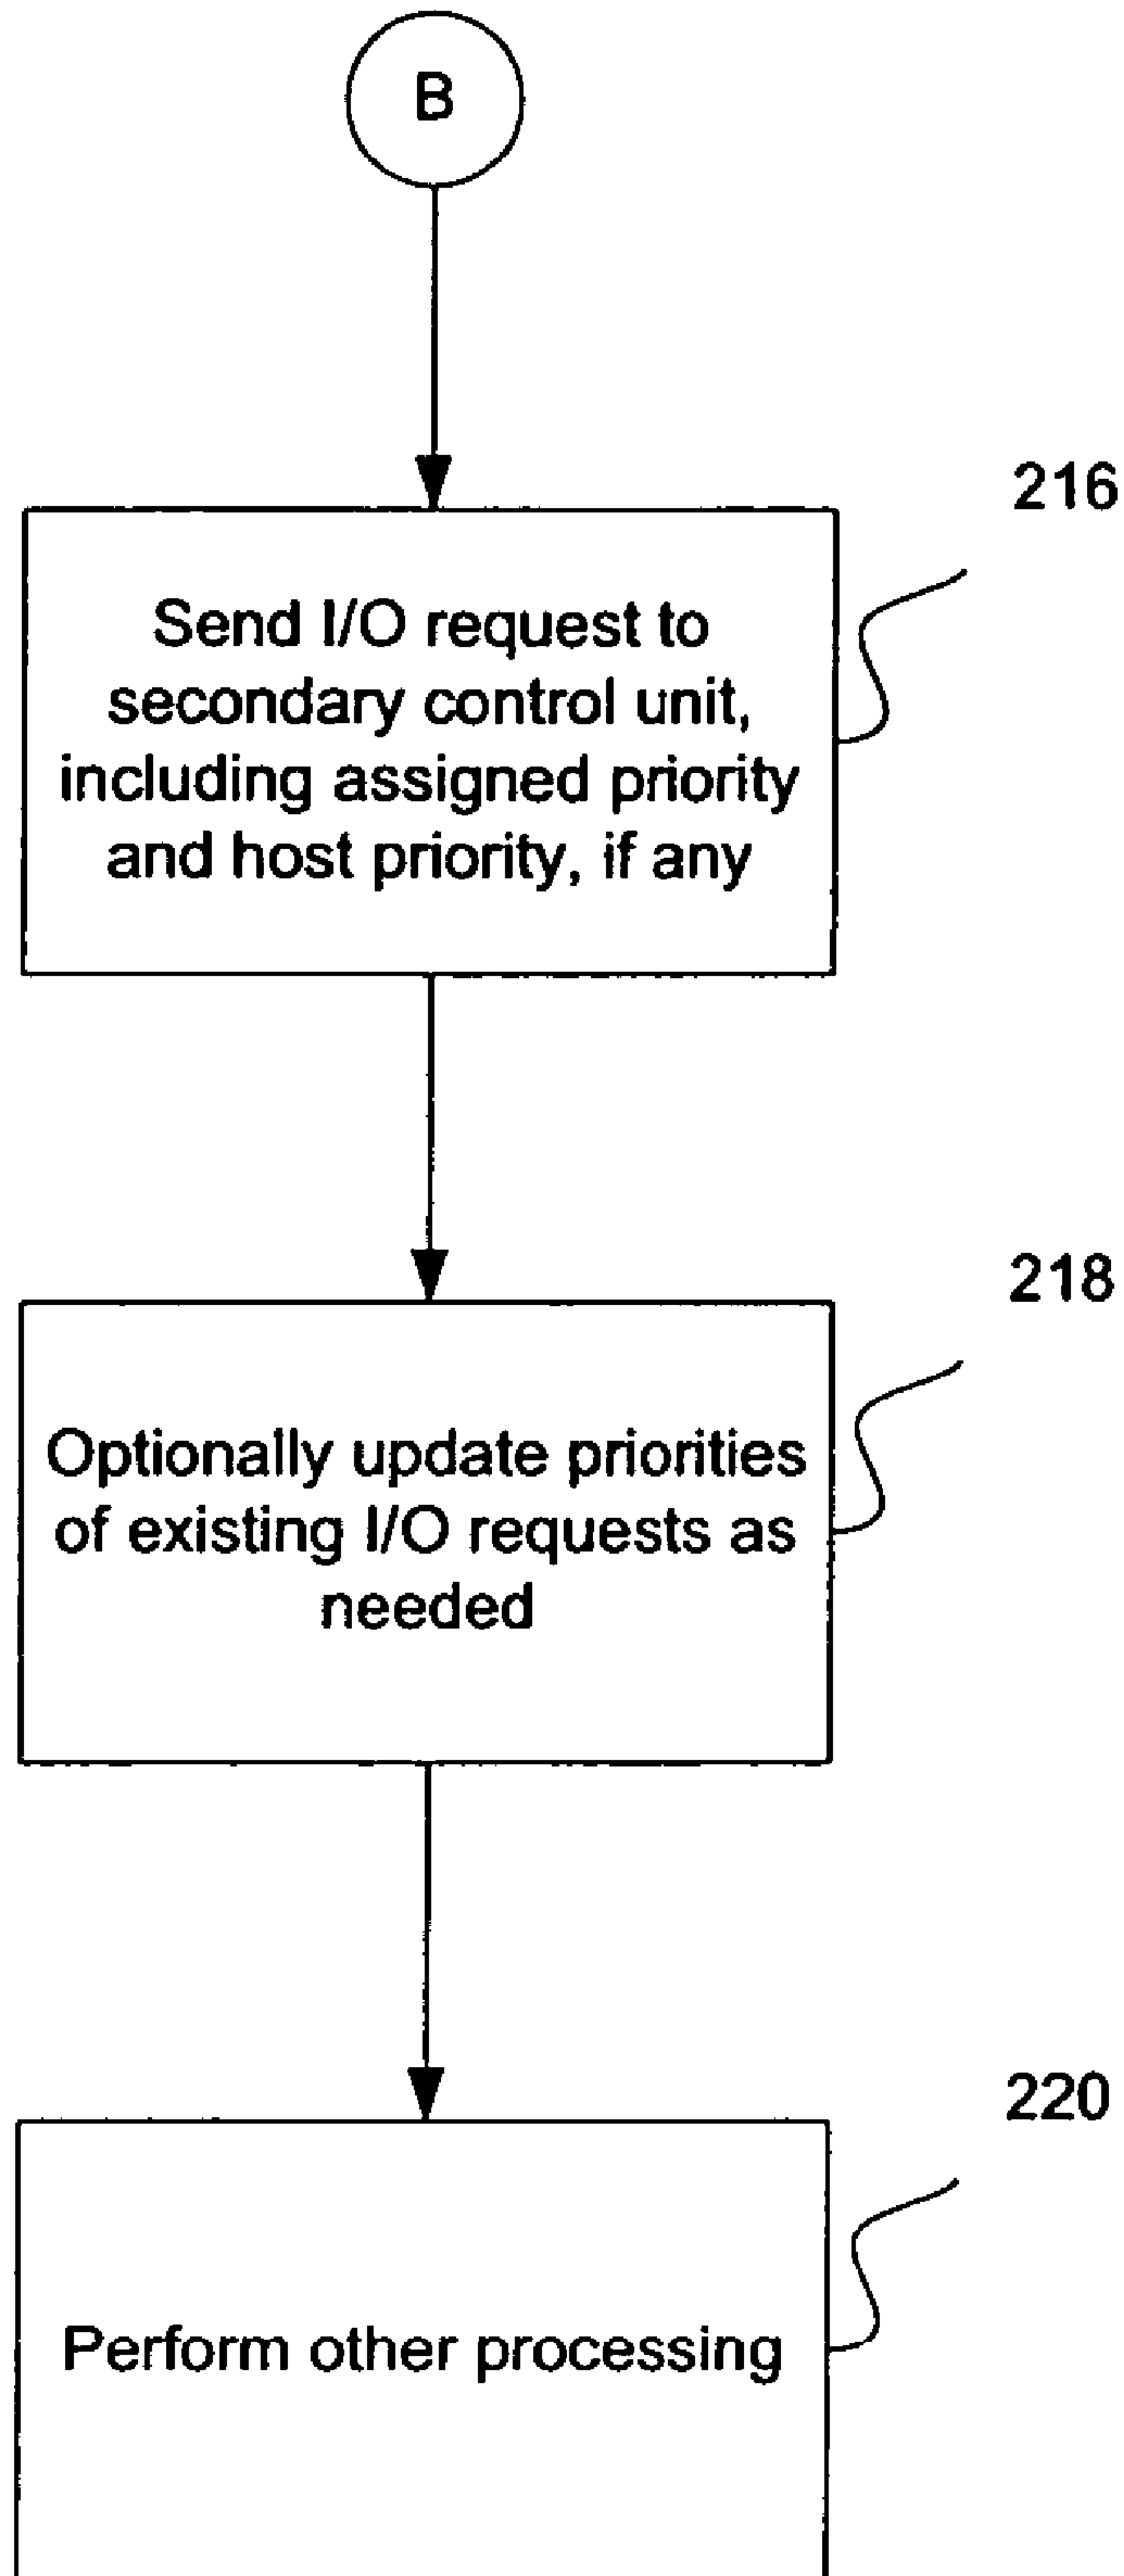 B
216
Send I/O request to
secondary control unit,
including assigned priority
and host priority, if any
218
Optionally update priorities
of existing I/O requests as
needed
220
Perform other processing